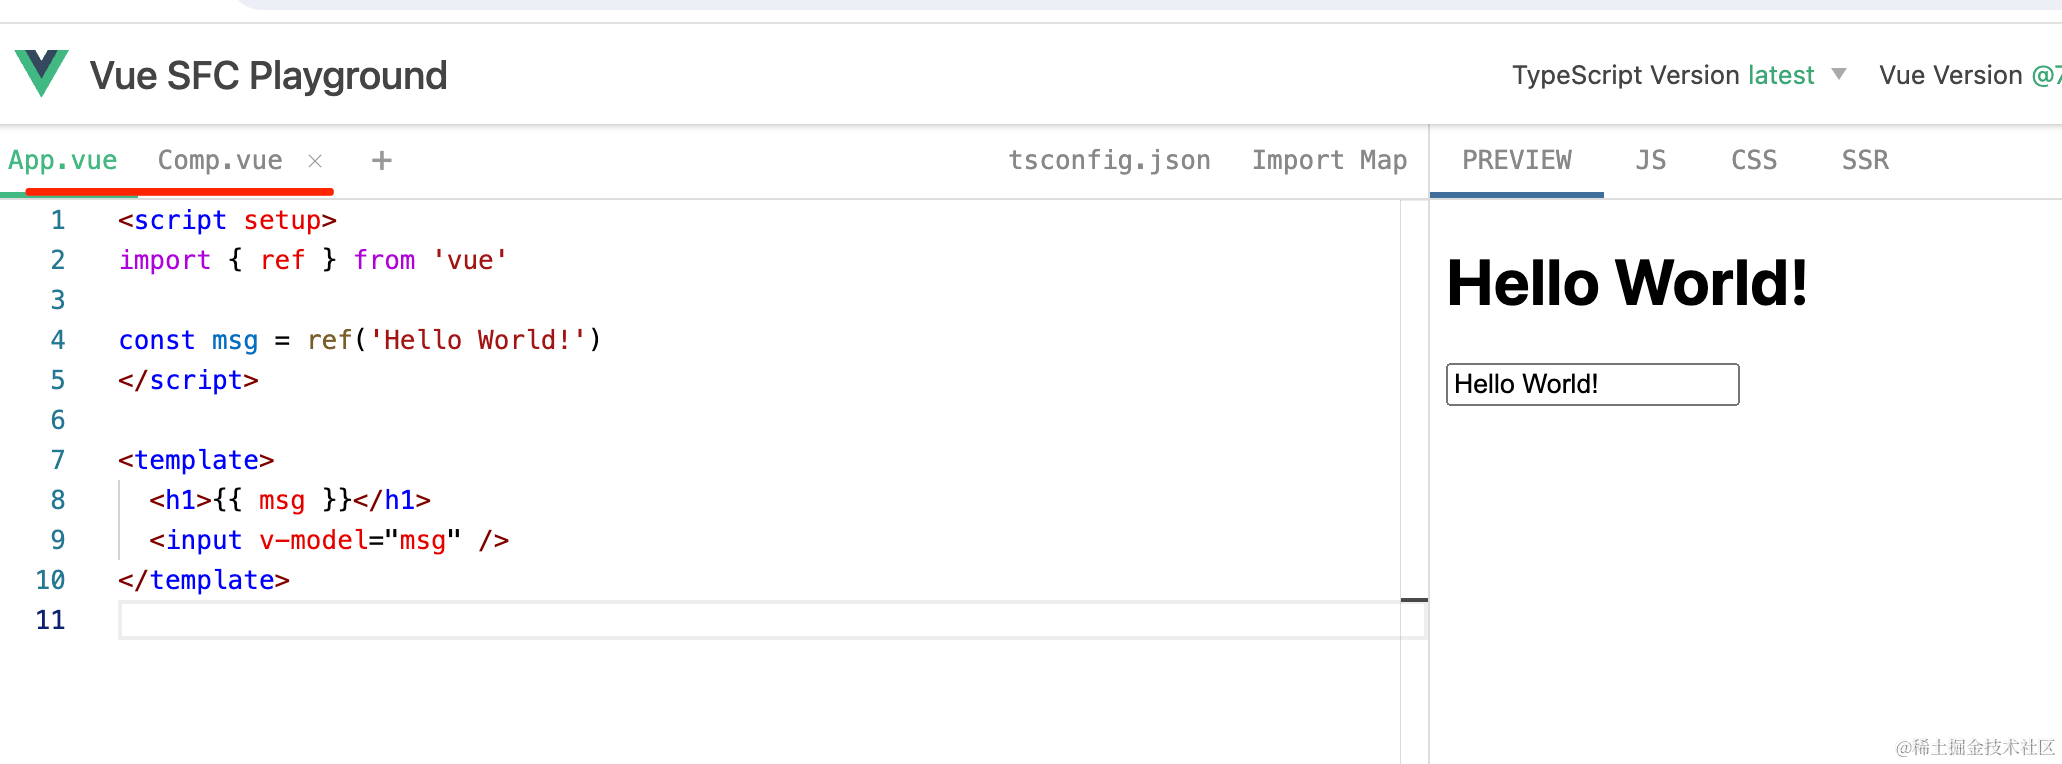 Vue SFC Playground
TypeScript Version latest Vue Version @7
App.vue Comp.vue × +
tsconfig.json Import Map
PREVIEW JS CSS SSR
1 <script setup>
2 import { ref } from 'vue'
3
4 const msg = ref('Hello World!')
5 </script>
6
7 <template>
8 <h1>{{ msg }}</h1>
9 <input v-model="msg" />
10 </template>
11
Hello World!
Hello World!
@稀土掘金技术社区